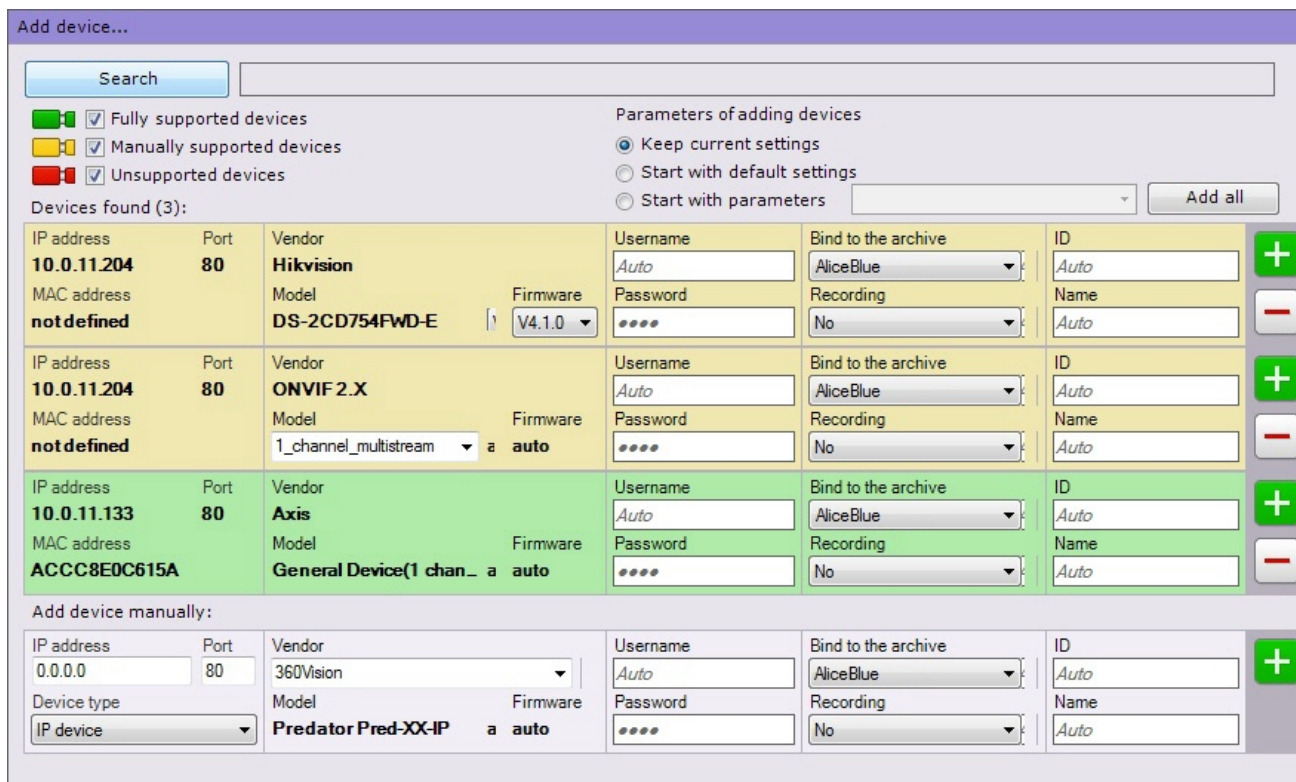 Add device...
Search
Fully supported devices
Manually supported devices
Unsupported devices
Parameters of adding devices
Keep current settings
Start with default settings
Start with parameters
Add all
Devices found (3):
IP address Port Vendor Username Bind to the archive ID
10.0.11.204 80 Hikvision Auto AliceBlue Auto
MAC address Model Firmware Password Recording Name
not defined DS-2CD754FWD-E V4.1.0 •••• No Auto
IP address Port Vendor Username Bind to the archive ID
10.0.11.204 80 ONVIF 2.X Auto AliceBlue Auto
MAC address Model Firmware Password Recording Name
not defined 1_channel_multistream a auto •••• No Auto
IP address Port Vendor Username Bind to the archive ID
10.0.11.133 80 Axis Auto AliceBlue Auto
MAC address Model Firmware Password Recording Name
ACCC8E0C615A General Device(1 chan... a auto •••• No Auto
Add device manually:
IP address Port Vendor Username Bind to the archive ID
0.0.0.0 80 360Vision Auto AliceBlue Auto
Device type Model Firmware Password Recording Name
IP device Predator Pred-XX-IP a auto •••• No Auto